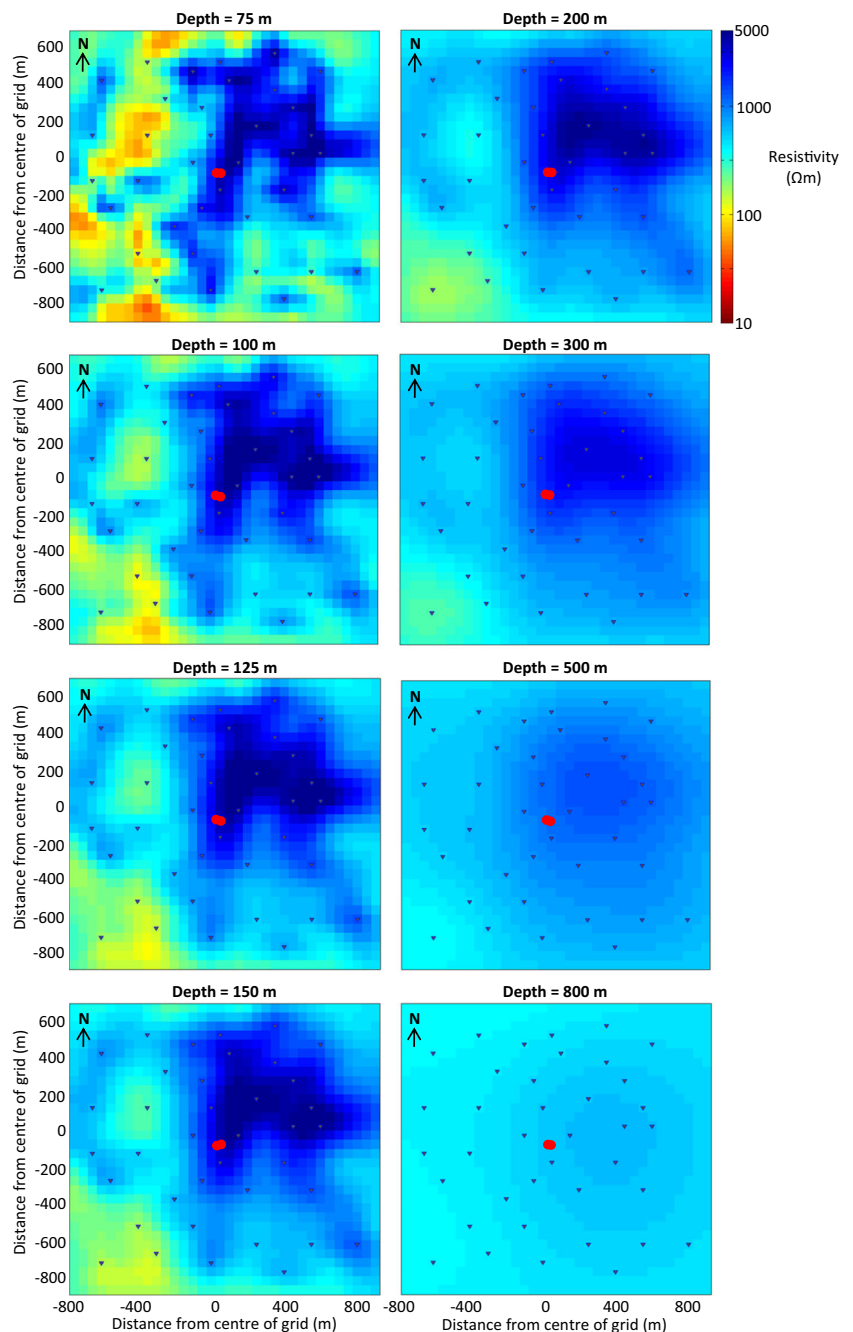 Depth = 75 m
Depth = 200 m
600
400
200
0
-200
-400
-600
-800
Distance from centre of grid (m)
N
N
5000
1000
100
10
Resistivity
(Ωm)
Depth = 100 m
Depth = 300 m
600
400
200
0
-200
-400
-600
-800
Distance from centre of grid (m)
N
N
Depth = 125 m
Depth = 500 m
600
400
200
0
-200
-400
-600
-800
Distance from centre of grid (m)
N
N
Depth = 150 m
Depth = 800 m
600
400
200
0
-200
-400
-600
-800
Distance from centre of grid (m)
N
N
-800 -400 0 400 800
-800 -400 0 400 800
Distance from centre of grid (m)
Distance from centre of grid (m)